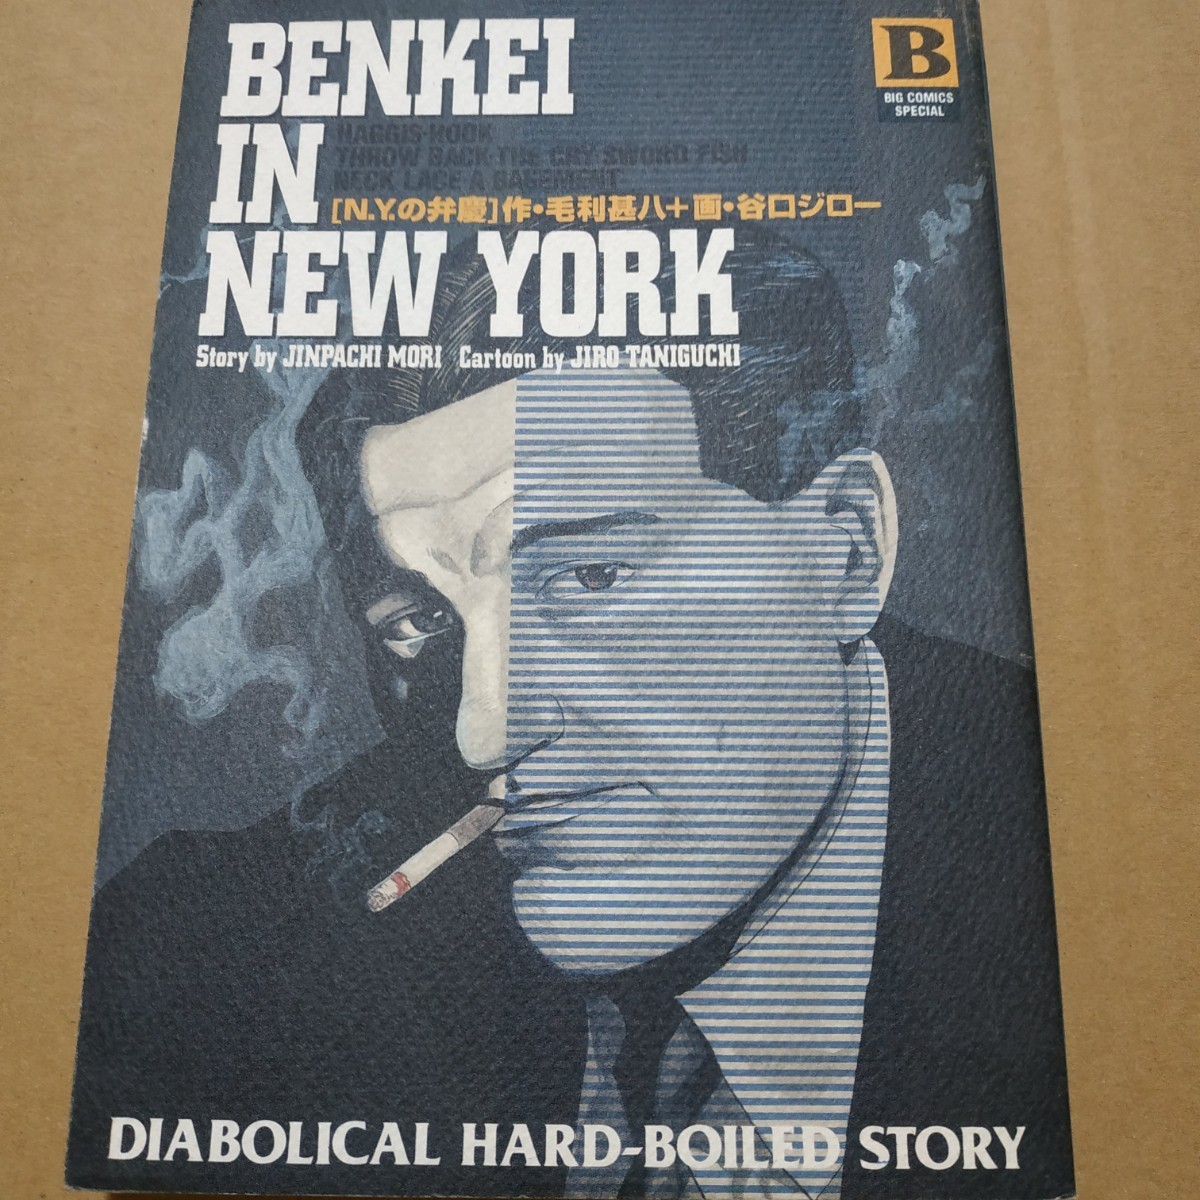 BENKEI
IN
NEW YORK
HAGGIS·HOOK
THROW BACK·THE CRY·SWORD FISH
NECK LACE·A BASEMENT
[N.Y.の弁慶]作・毛利甚八+画・谷口ジロー
Story by JINPACHI MORI Cartoon by JIRO TANIGUCHI
B
BIG COMICS
SPECIAL
DIABOLICAL HARD-BOILED STORY